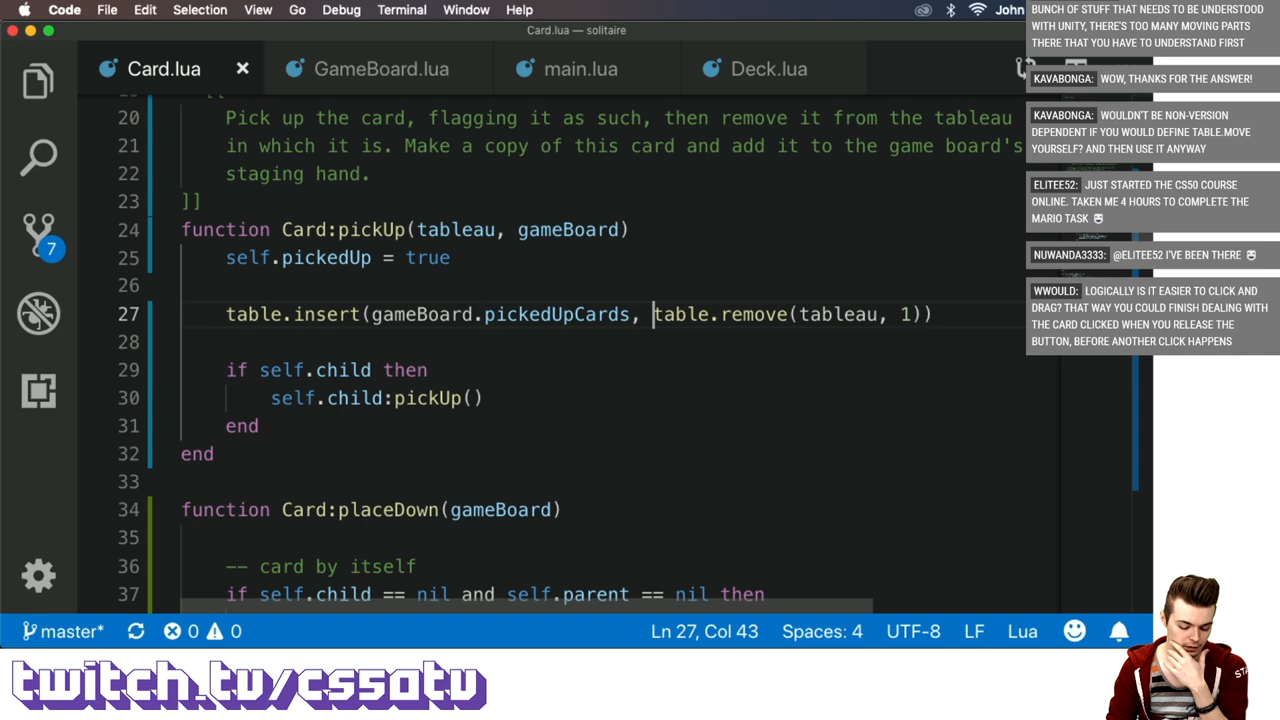 Code File Edit Selection View Go Debug Terminal Window Help John
Card.lua — solitaire
Card.lua GameBoard.lua main.lua Deck.lua
20 Pick up the card, flagging it as such, then remove it from the tableau
21 in which it is. Make a copy of this card and add it to the game board's
22 staging hand.
23 ]]
24 function Card:pickUp(tableau, gameBoard)
25 self.pickedUp = true
26
27 table.insert(gameBoard.pickedUpCards, table.remove(tableau, 1))
28
29 if self.child then
30 self.child:pickUp()
31 end
32 end
33
34 function Card:placeDown(gameBoard)
35
36 -- card by itself
37 if self.child == nil and self.parent == nil then
7
master* 0 0 Ln 27, Col 43 Spaces: 4 UTF-8 LF Lua
twitch.tv/cs50tv
BUNCH OF STUFF THAT NEEDS TO BE UNDERSTOOD
WITH UNITY, THERE'S TOO MANY MOVING PARTS
THERE THAT YOU HAVE TO UNDERSTAND FIRST
KAVABONGA: WOW, THANKS FOR THE ANSWER!
KAVABONGA: WOULDN'T BE NON-VERSION
DEPENDENT IF YOU WOULD DEFINE TABLE.MOVE
YOURSELF? AND THEN USE IT ANYWAY
ELITEE52: JUST STARTED THE CS50 COURSE
ONLINE. TAKEN ME 4 HOURS TO COMPLETE THE
MARIO TASK
NUWANDA3333: @ELITEE52 I'VE BEEN THERE
WWOULD: LOGICALLY IS IT EASIER TO CLICK AND
DRAG? THAT WAY YOU COULD FINISH DEALING WITH
THE CARD CLICKED WHEN YOU RELEASE THE
BUTTON, BEFORE ANOTHER CLICK HAPPENS